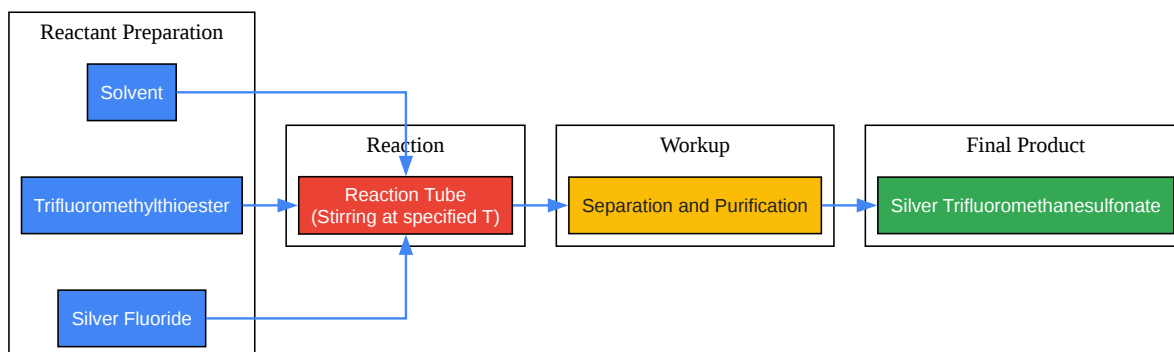 Reactant Preparation
Solvent
Trifluoromethylthioester
Silver Fluoride
Reaction
Reaction Tube
(Stirring at specified T)
Workup
Separation and Purification
Final Product
Silver Trifluoromethanesulfonate